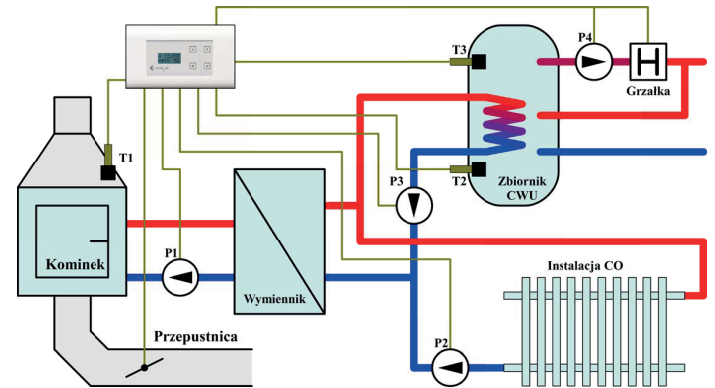 P4
T3
Grzałka
T1
T2
Zbiornik
CWU
P3
Kominek
P1
Wymiennik
Instalacja CO
P2
Przepustnica
H